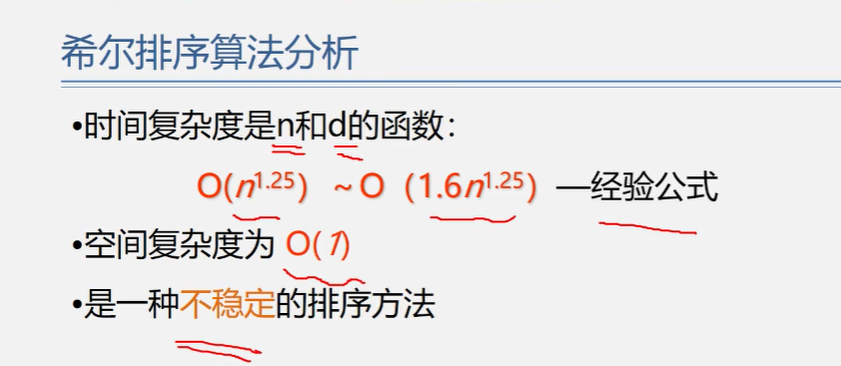 希尔排序算法分析
•时间复杂度是n和d的函数：
O(n^1.25) ~O（1.6n^1.25）—经验公式
•空间复杂度为 O(1)
•是一种不稳定的排序方法